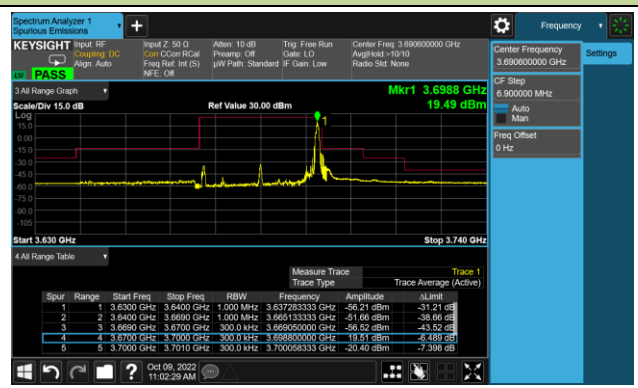 Spectrum Analyzer 1
Spurious Emissions
Frequency
KEYSIGHT Input: RF Input Z: 50 Ω Atten: 10 dB Trig: Free Run Center Freq: 3.690600000 GHz
Coupling: DC Corr CCorr RCal Preamp: Off Gate: LO Avg|Hold:>10/10
Align: Auto Freq Ref: Int (S) µW Path: Standard IF Gain: Low Radio Std: None
NFE: Off
PASS
Center Frequency
3.690600000 GHz
Settings
CF Step
6.900000 MHz
Auto
Man
Freq Offset
0 Hz
3 All Range Graph
Mkr1 3.6988 GHz
Scale/Div 15.0 dB Ref Value 30.00 dBm 19.49 dBm
Log
15.0
0.00
-15.0
-30.0
-45.0
-60.0
-75.0
-90.0
-105
1
Start 3.630 GHz Stop 3.740 GHz
4 All Range Table
Measure Trace Trace 1
Trace Type Trace Average (Active)
Spur Range Start Freq Stop Freq RBW Frequency Amplitude ΔLimit
1 1 3.6300 GHz 3.6400 GHz 1.000 MHz 3.637283333 GHz -56.21 dBm -31.21 dB
2 2 3.6400 GHz 3.6690 GHz 1.000 MHz 3.665133333 GHz -51.66 dBm -38.66 dB
3 3 3.6690 GHz 3.6700 GHz 300.0 kHz 3.669050000 GHz -56.52 dBm -43.52 dB
4 4 3.6700 GHz 3.7000 GHz 300.0 kHz 3.698800000 GHz 19.51 dBm -6.489 dB
5 5 3.7000 GHz 3.7010 GHz 300.0 kHz 3.700058333 GHz -20.40 dBm -7.398 dB
Oct 09, 2022
11:02:29 AM